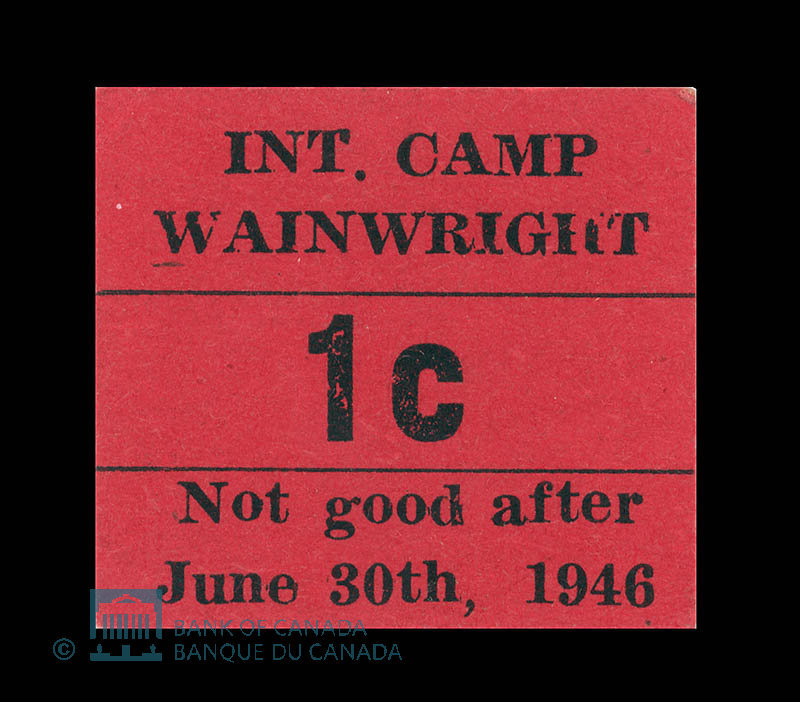 INT. CAMP
WAINWRIGHT
1c
Not good after
June 30th, 1946
© BANK OF CANADA
BANQUE DU CANADA